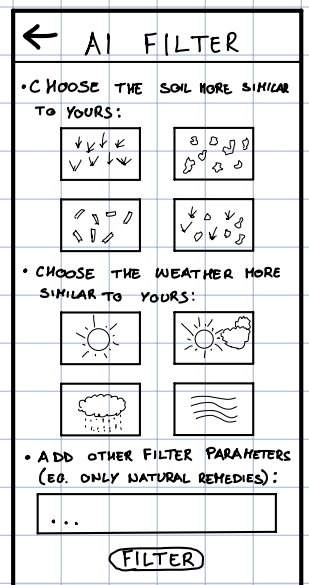 AI FILTER
• CHOOSE THE SOIL MORE SIMILAR
TO YOURS:
• CHOOSE THE WEATHER MORE
SIMILAR TO YOURS:
• ADD OTHER FILTER PARAMETERS
(EG. ONLY NATURAL REMEDIES):
...
FILTER